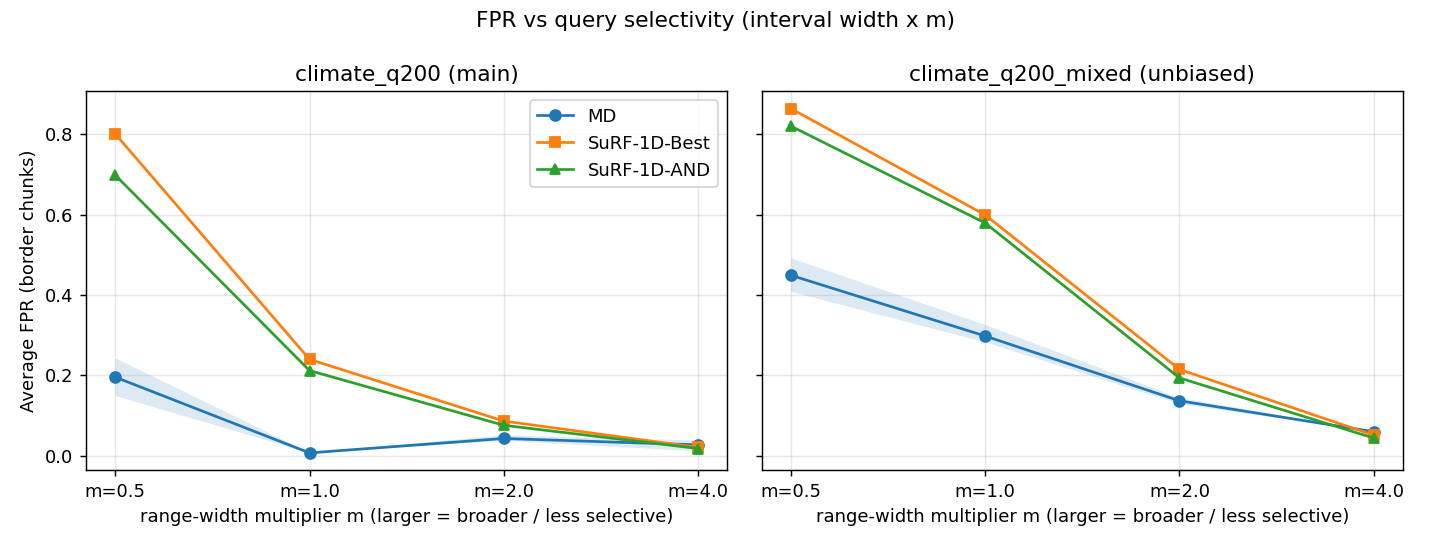 FPR vs query selectivity (interval width x m)
climate_q200 (main)
climate_q200_mixed (unbiased)
MD
SuRF-1D-Best
SuRF-1D-AND
Average FPR (border chunks)
0.8
0.6
0.4
0.2
0.0
m=0.5
m=1.0
m=2.0
m=4.0
range-width multiplier m (larger = broader / less selective)
m=0.5
m=1.0
m=2.0
m=4.0
range-width multiplier m (larger = broader / less selective)